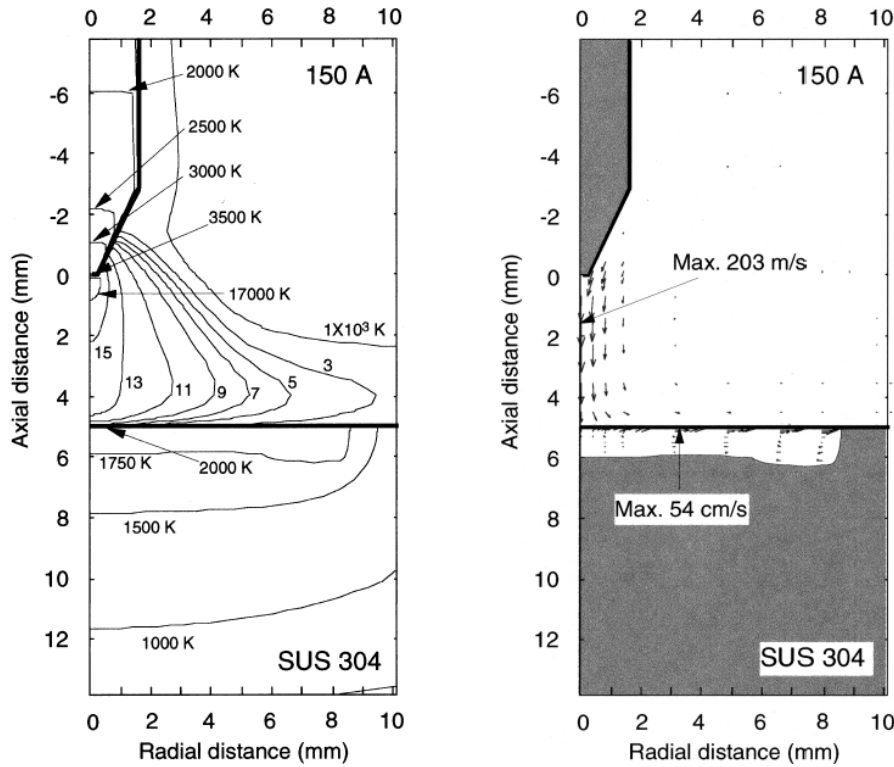 0 2 4 6 8 10
150 A
2000 K
2500 K
3000 K
3500 K
17000 K
1X10³ K
15
13
11
9
7
5
3
1750 K
2000 K
1500 K
1000 K
SUS 304
-6
-4
-2
0
2
4
6
8
10
12
Axial distance (mm)
0 2 4 6 8 10
Radial distance (mm)
0 2 4 6 8 10
150 A
Max. 203 m/s
Max. 54 cm/s
SUS 304
-6
-4
-2
0
2
4
6
8
10
12
Axial distance (mm)
0 2 4 6 8 10
Radial distance (mm)